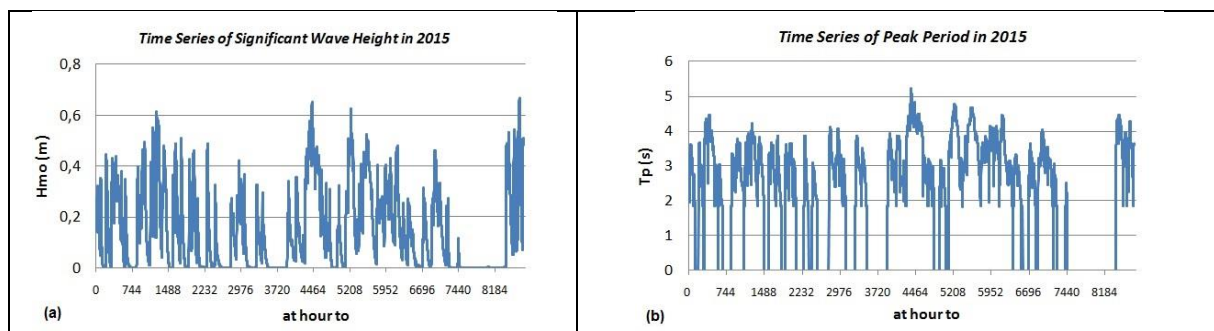 Time Series of Significant Wave Height in 2015
0,8
0,6
0,4
0,2
0
Hmo (m)
0 744 1488 2232 2976 3720 4464 5208 5952 6696 7440 8184
(a)
at hour to
Time Series of Peak Period in 2015
6
5
4
3
2
1
0
Tp (s)
0 744 1488 2232 2976 3720 4464 5208 5952 6696 7440 8184
(b)
at hour to